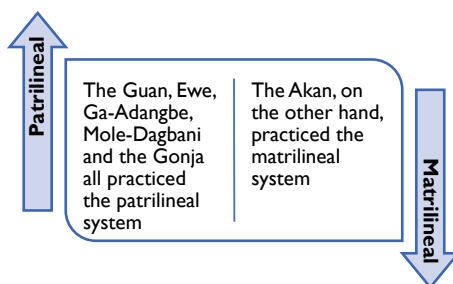 Patrilineal
The Guan, Ewe,
Ga-Adangbe,
Mole-Dagbani
and the Gonja
all practiced
the patrilineal
system
The Akan, on
the other hand,
practiced the
matrilineal
system
Matrilineal